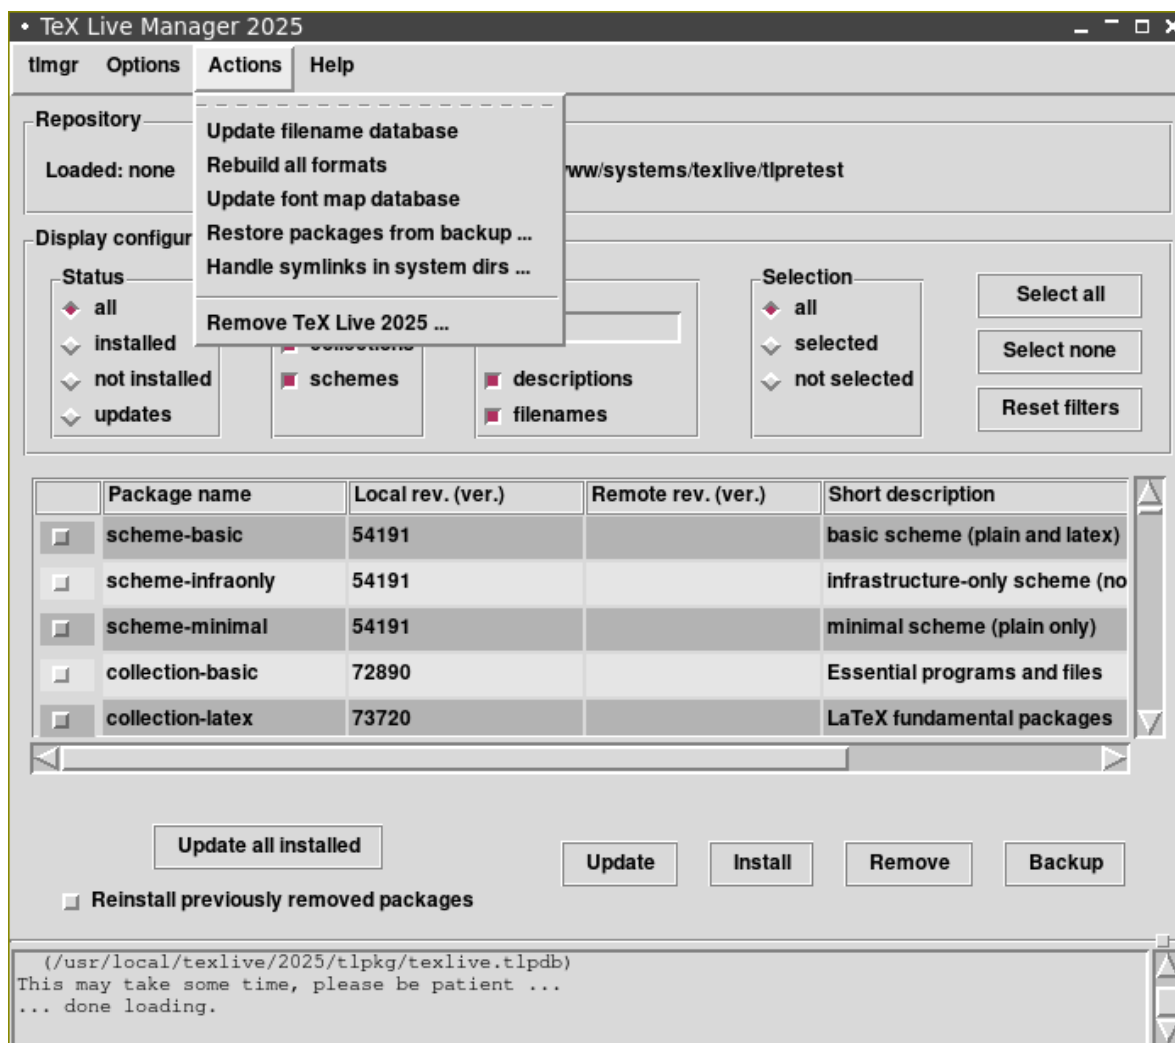 TeX Live Manager 2025
tlmgr Options Actions Help
Repository
Loaded: none
/systems/texlive/tlpretest
Update filename database
Rebuild all formats
Update font map database
Restore packages from backup ...
Handle symlinks in system dirs ...
Remove TeX Live 2025 ...
Status
all
installed
not installed
updates
collections
schemes
descriptions
filenames
Selection
all
selected
not selected
Select all
Select none
Reset filters
Package name Local rev. (ver.) Remote rev. (ver.) Short description
scheme-basic 54191 basic scheme (plain and latex)
scheme-infraonly 54191 infrastructure-only scheme (no
scheme-minimal 54191 minimal scheme (plain only)
collection-basic 72890 Essential programs and files
collection-latex 73720 LaTeX fundamental packages
Update all installed
Reinstall previously removed packages
Update Install Remove Backup
(/usr/local/texlive/2025/tlpkg/texlive.tlpdb)
This may take some time, please be patient ...
... done loading.